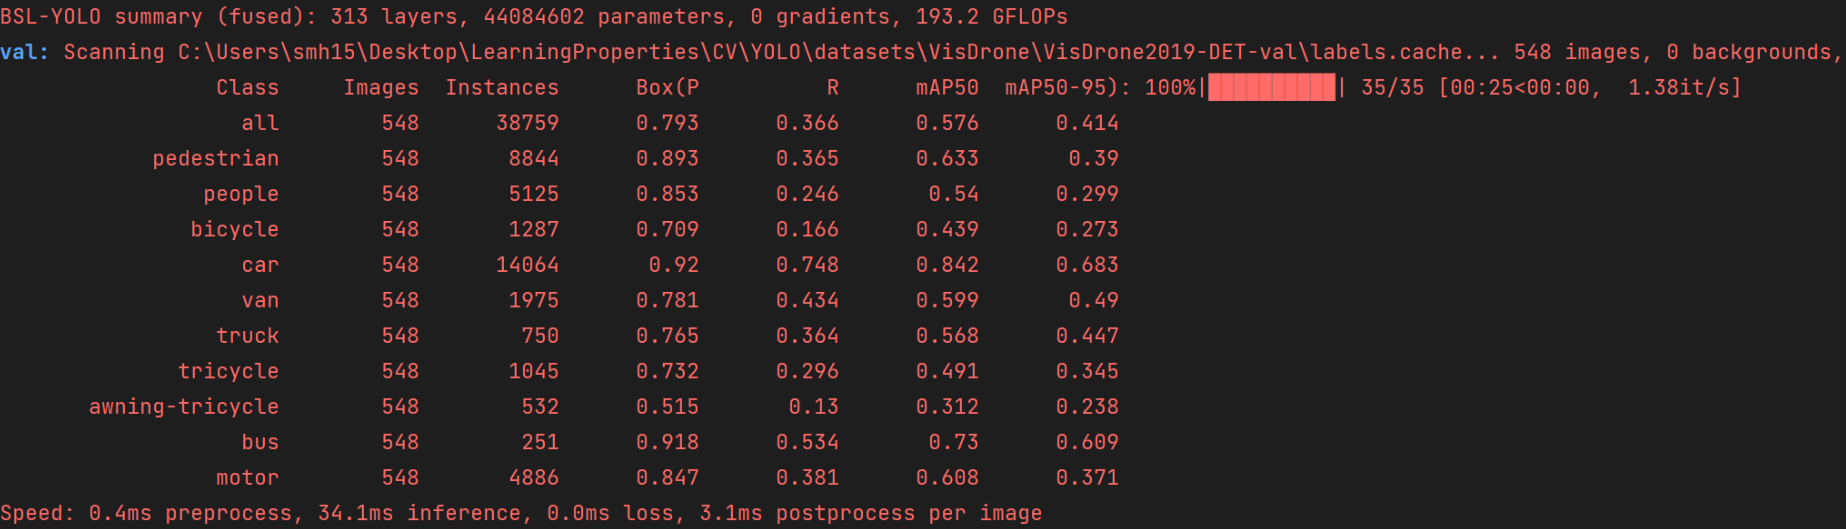 BSL-YOLO summary (fused): 313 layers, 44084602 parameters, 0 gradients, 193.2 GFLOPs
val: Scanning C:\Users\smh15\Desktop\LearningProperties\CV\YOLO\datasets\VisDrone\VisDrone2019-DET-val\labels.cache... 548 images, 0 backgrounds,
Class Images Instances Box(P R mAP50 mAP50-95): 100%|██████████| 35/35 [00:25<00:00, 1.38it/s]
all 548 38759 0.793 0.366 0.576 0.414
pedestrian 548 8844 0.893 0.365 0.633 0.39
people 548 5125 0.853 0.246 0.54 0.299
bicycle 548 1287 0.709 0.166 0.439 0.273
car 548 14064 0.92 0.748 0.842 0.683
van 548 1975 0.781 0.434 0.599 0.49
truck 548 750 0.765 0.364 0.568 0.447
tricycle 548 1045 0.732 0.296 0.491 0.345
awning-tricycle 548 532 0.515 0.13 0.312 0.238
bus 548 251 0.918 0.534 0.73 0.609
motor 548 4886 0.847 0.381 0.608 0.371
Speed: 0.4ms preprocess, 34.1ms inference, 0.0ms loss, 3.1ms postprocess per image